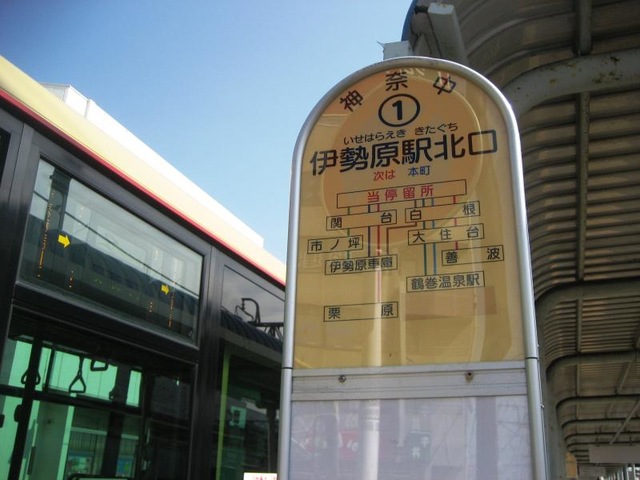 神奈中
1
いせはらえき きたぐち
伊勢原駅北口
次は 本町
当停留所
関 台 白 根
市ノ坪 大住台
伊勢原車庫 善波
鶴巻温泉駅
栗原